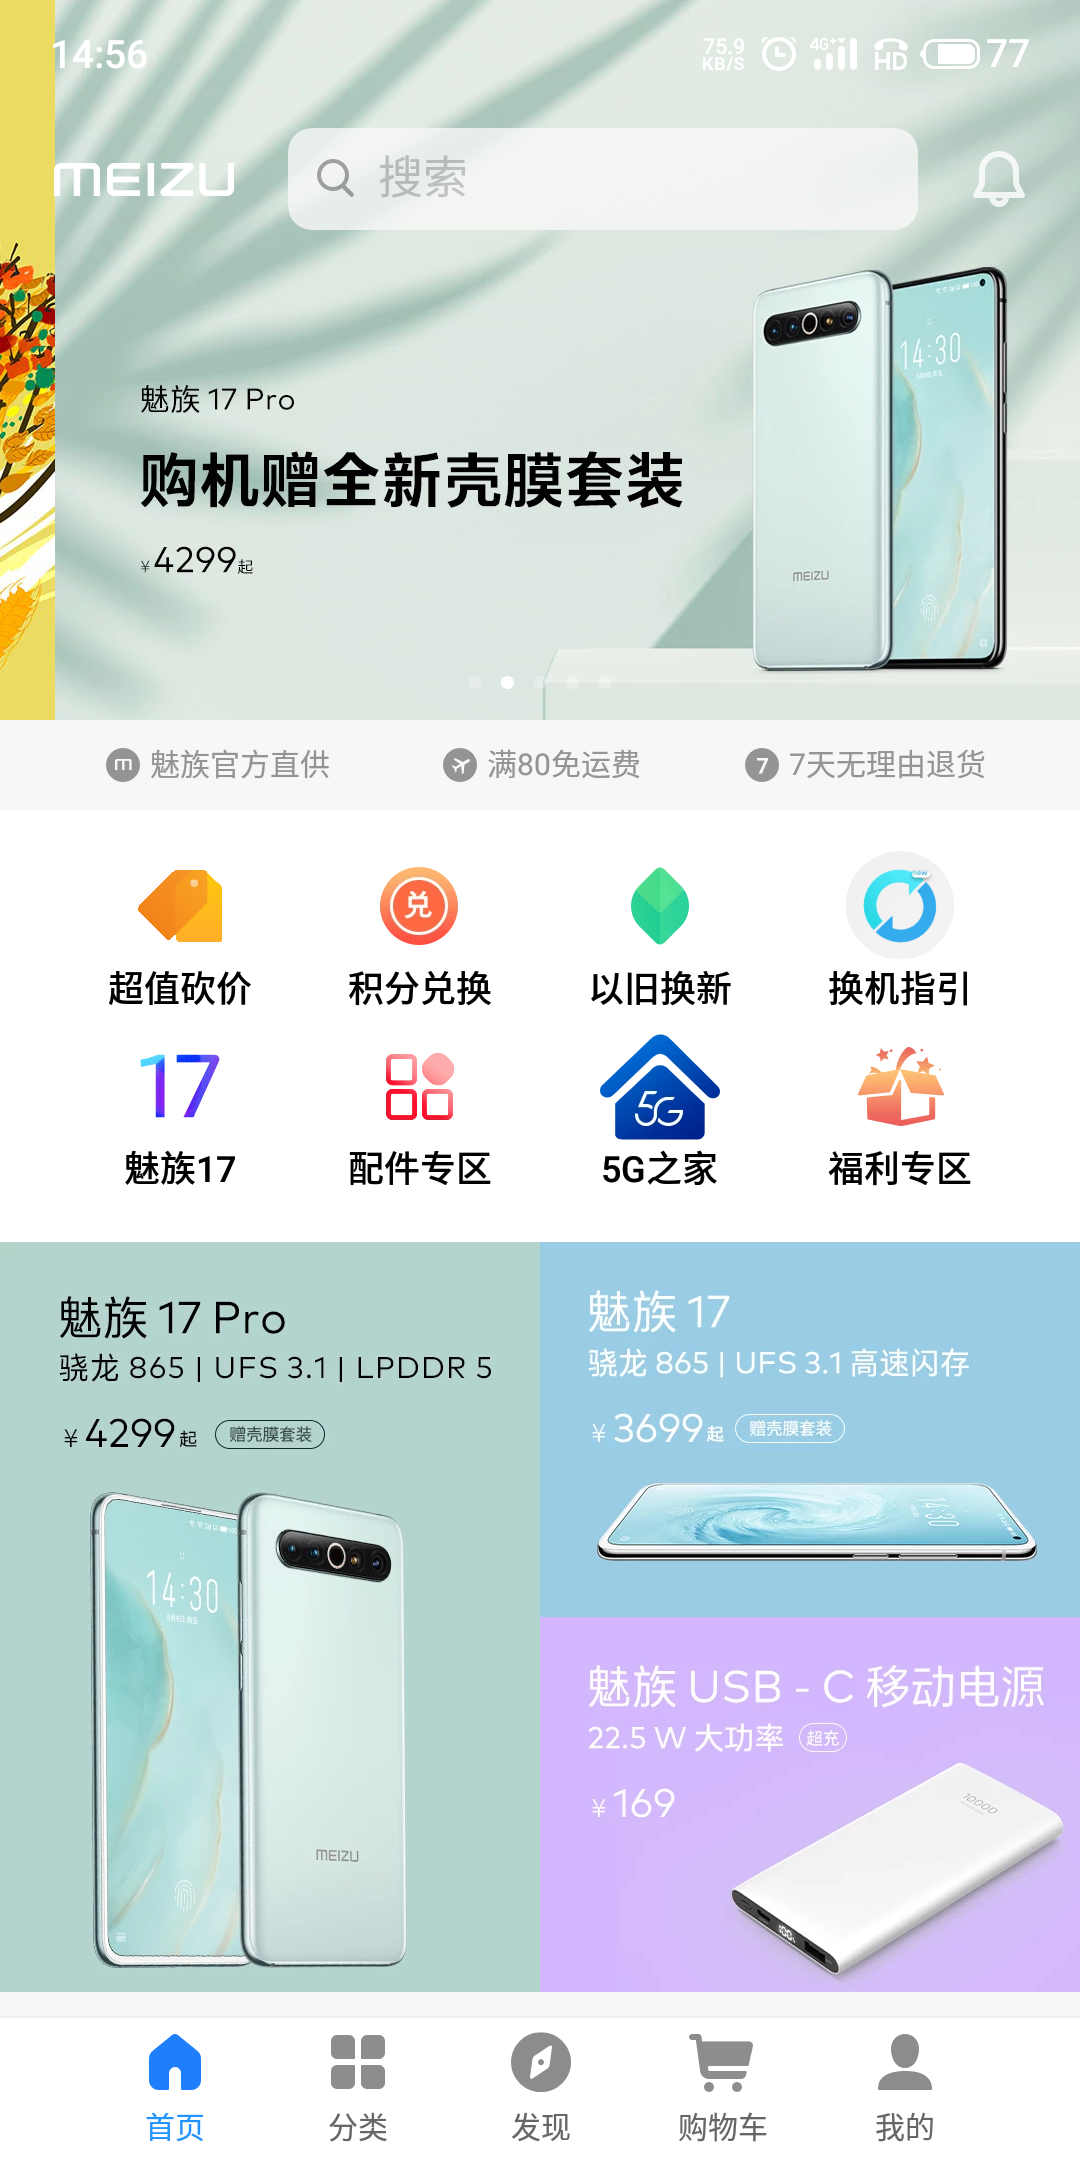 14:56
75.9 KB/S
4G+
HD
77
MEIZU
搜索
魅族 17 Pro
购机赠全新壳膜套装
¥4299起
14:30
MEIZU
m 魅族官方直供
满80免运费
7 7天无理由退货
兑
new
超值砍价
积分兑换
以旧换新
换机指引
17
5G
魅族17
配件专区
5G之家
福利专区
魅族 17 Pro
骁龙 865 | UFS 3.1 | LPDDR 5
¥4299起 赠壳膜套装
14:30
MEIZU
魅族 17
骁龙 865 | UFS 3.1 高速闪存
¥3699起 赠壳膜套装
14:30
魅族 USB - C 移动电源
22.5 W 大功率 超充
¥169
10000
首页
分类
发现
购物车
我的